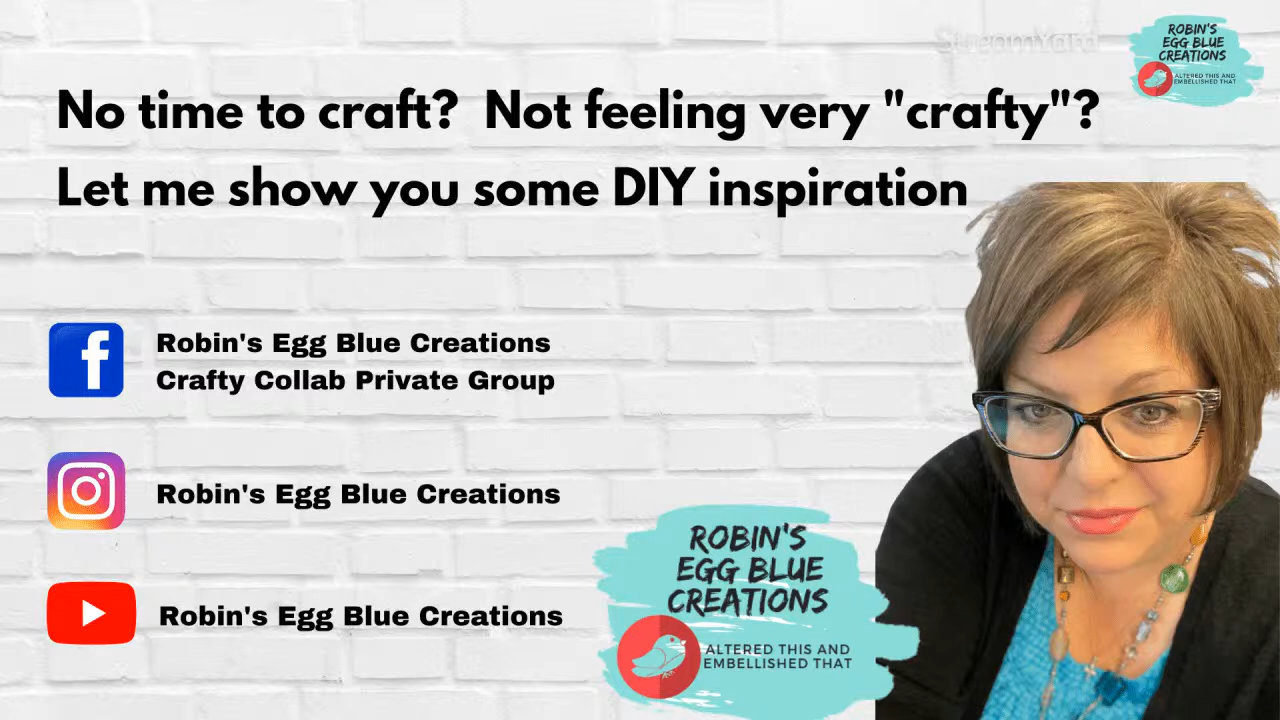 StreamYard
ROBIN'S
EGG BLUE
CREATIONS
ALTERED THIS AND
EMBELLISHED THAT
No time to craft?  Not feeling very "crafty"?
Let me show you some DIY inspiration
f
Robin's Egg Blue Creations
Crafty Collab Private Group
Robin's Egg Blue Creations
Robin's Egg Blue Creations
ROBIN'S
EGG BLUE
CREATIONS
ALTERED THIS AND
EMBELLISHED THAT